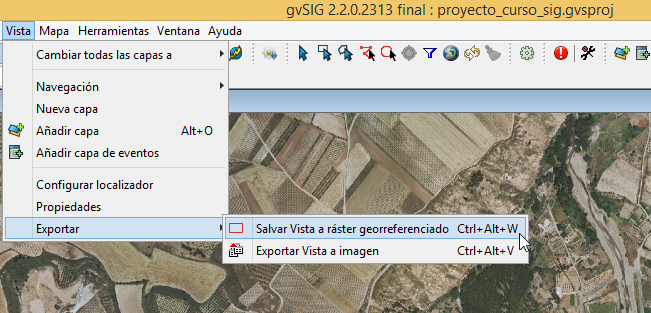 gvSIG 2.2.0.2313 final : proyecto_curso_sig.gvsproj
Vista Mapa Herramientas Ventana Ayuda
Cambiar todas las capas a
Navegación
Nueva capa
Añadir capa Alt+O
Añadir capa de eventos
Configurar localizador
Propiedades
Exportar
Salvar Vista a ráster georreferenciado Ctrl+Alt+W
Exportar Vista a imagen Ctrl+Alt+V